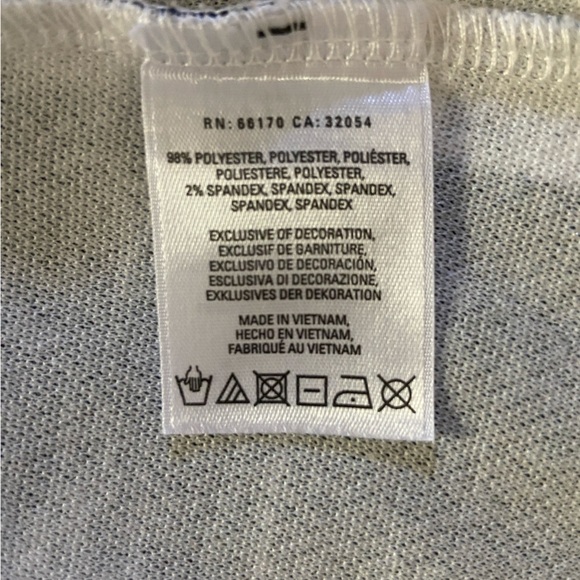 RN: 66170 CA: 32054
98% POLYESTER, POLYESTER, POLIÉSTER,
POLIESTERE, POLYESTER,
2% SPANDEX, SPANDEX, SPANDEX,
SPANDEX, SPANDEX
EXCLUSIVE OF DECORATION,
EXCLUSIF DE GARNITURE,
EXCLUSIVO DE DECORACIÓN,
ESCLUSIVA DI DECORAZIONE,
EXKLUSIVES DER DEKORATION
MADE IN VIETNAM,
HECHO EN VIETNAM,
FABRIQUÉ AU VIETNAM